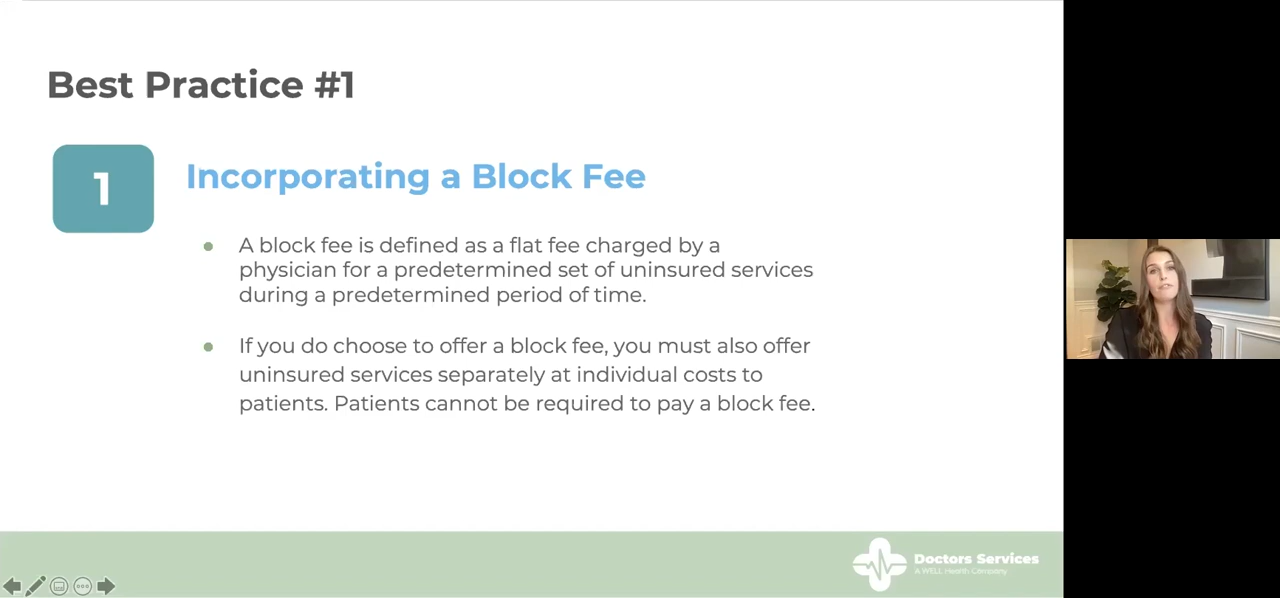 Best Practice #1
1
Incorporating a Block Fee
A block fee is defined as a flat fee charged by a
physician for a predetermined set of uninsured services
during a predetermined period of time.
If you do choose to offer a block fee, you must also offer
uninsured services separately at individual costs to
patients. Patients cannot be required to pay a block fee.
Doctors Services
A WELL Health Company